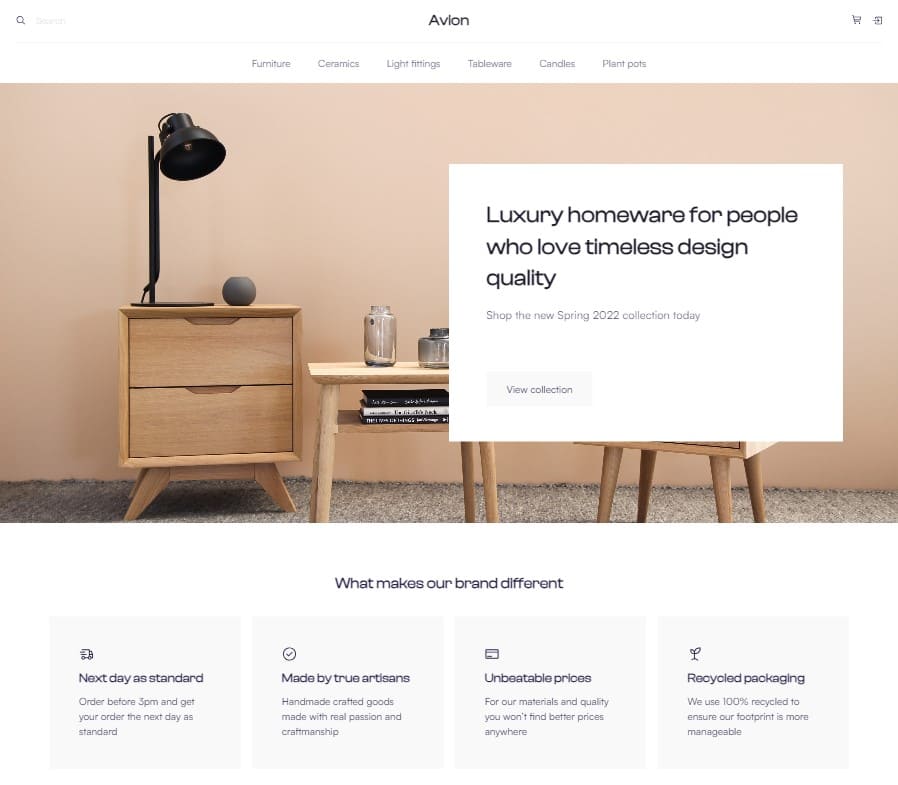 Search
Avion
Furniture
Ceramics
Light fittings
Tableware
Candles
Plant pots
Luxury homeware for people
who love timeless design
quality
Shop the new Spring 2022 collection today
View collection
What makes our brand different
Next day as standard
Order before 3pm and get
your order the next day as
standard
Made by true artisans
Handmade crafted goods
made with real passion and
craftmanship
Unbeatable prices
For our materials and quality
you won’t find better prices
anywhere
Recycled packaging
We use 100% recycled to
ensure our footprint is more
manageable